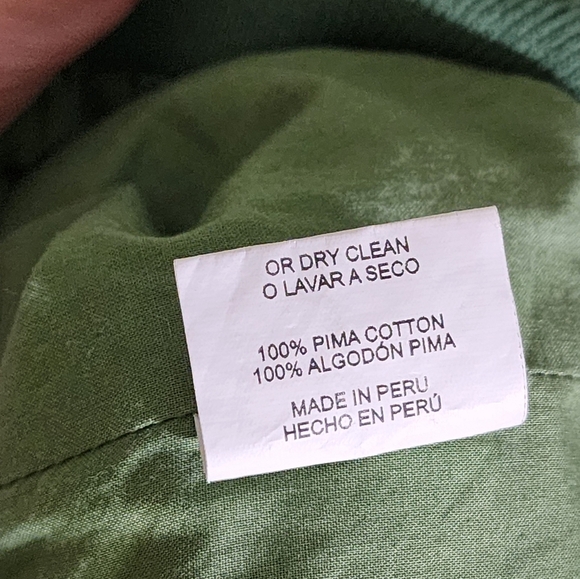 OR DRY CLEAN
O LAVAR A SECO
100% PIMA COTTON
100% ALGODÓN PIMA
MADE IN PERU
HECHO EN PERÚ